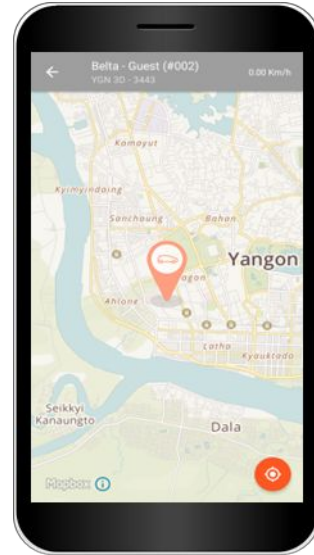 Belta - Guest (#002)
0.00 Km/h
YGN 3D - 3443
Kamayut
Kyimyindaing
Sanchaung
Bahan
Yangon
agon
Ahlone
Latha
Kyauktada
Seikkyi
Kanaungto
Dala
Mapbox